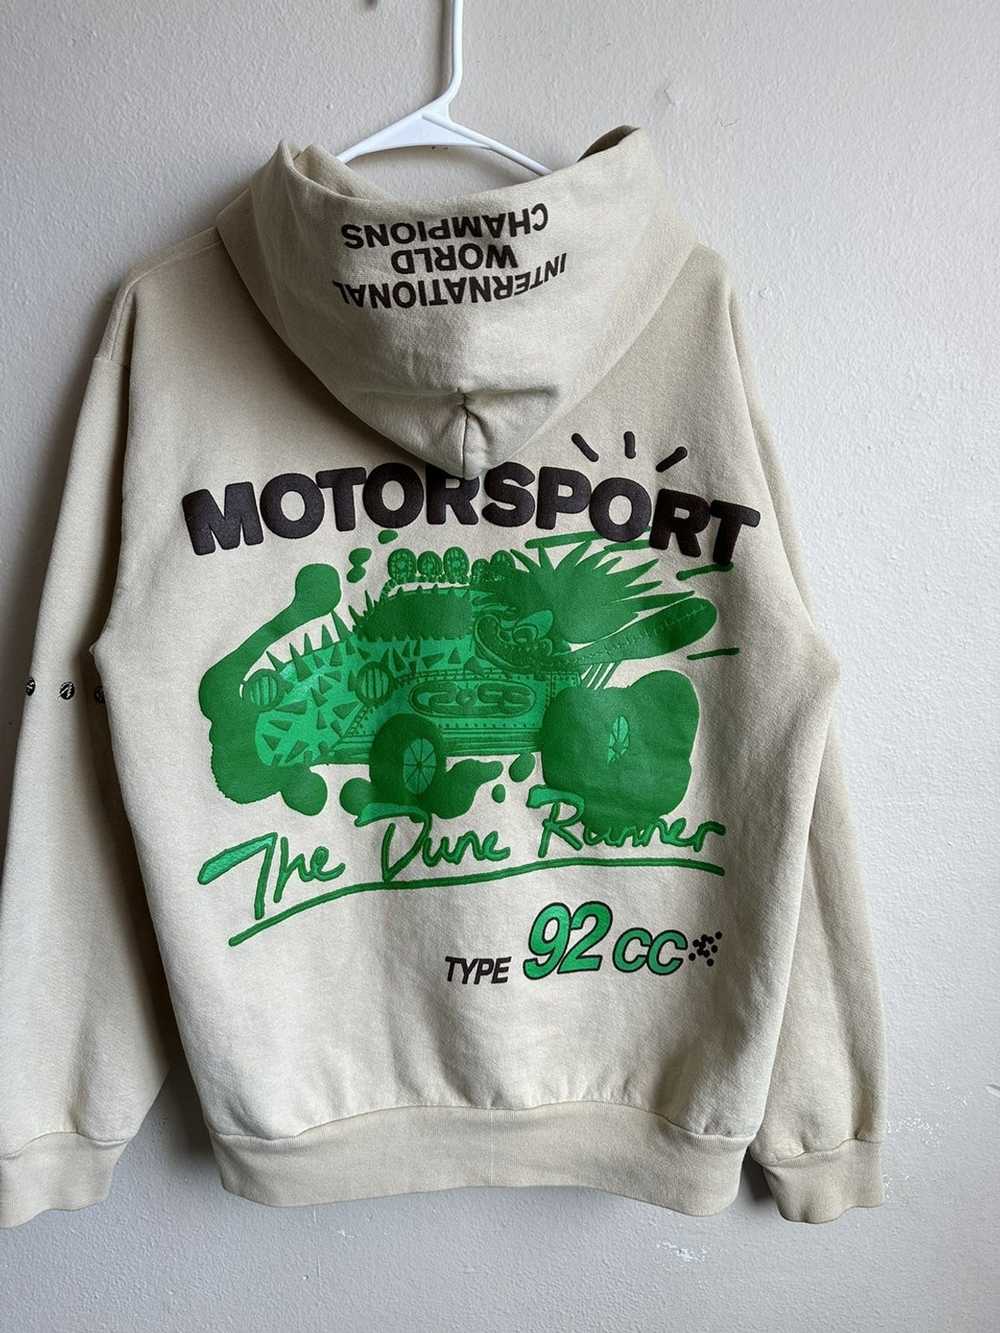 INTERNATIONAL
WORLD
CHAMPIONS
MOTORSPORT
The Dune Runner
TYPE 92 CC